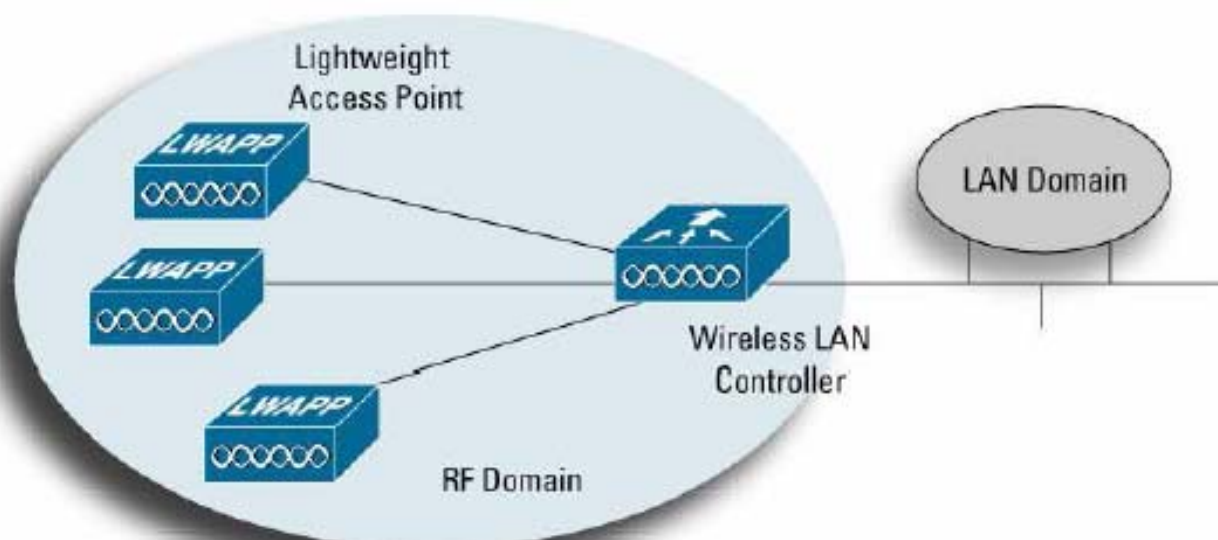 Lightweight
Access Point
LWAPP
LAN Domain
LWAPP
Wireless LAN
Controller
LWAPP
RF Domain